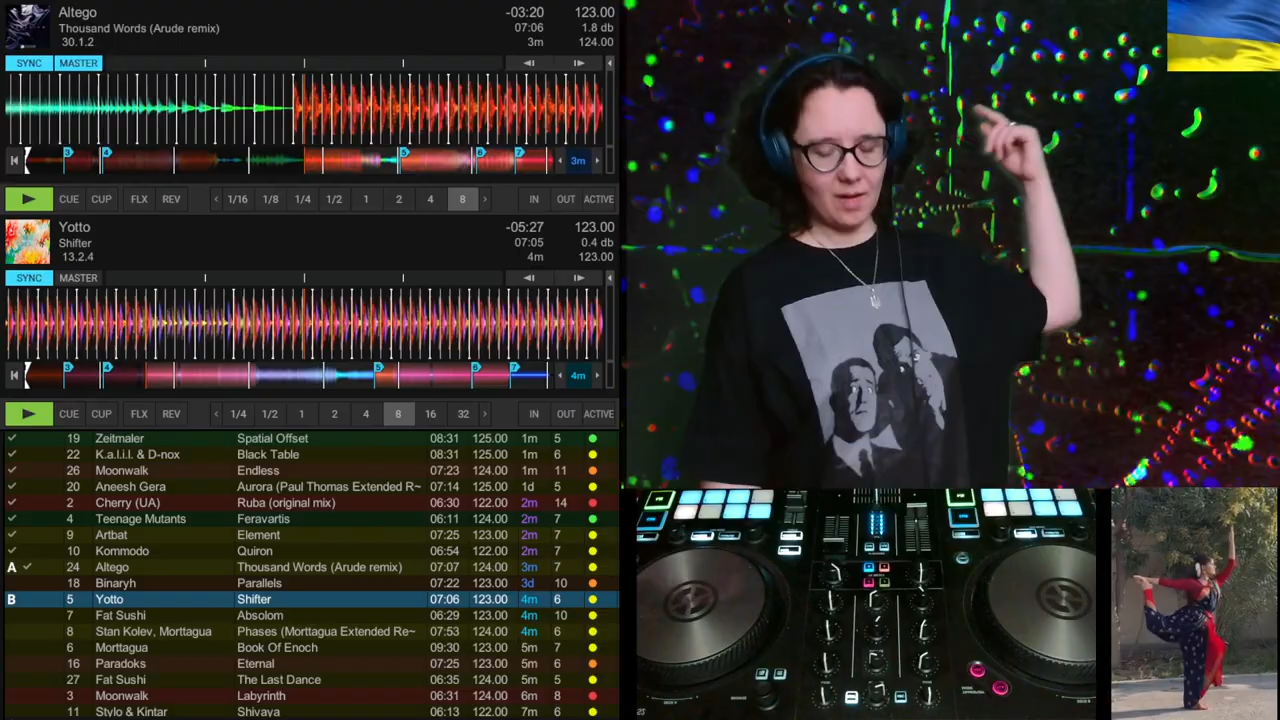 Altego -03:20 123.00
Thousand Words (Arude remix) 07:06 1.8 db
30.1.2 3m 124.00
SYNC MASTER
3 4 5 6 7 3m
CUE CUP FLX REV 1/16 1/8 1/4 1/2 1 2 4 8 IN OUT ACTIVE
Yotto -05:27 123.00
Shifter 07:05 0.4 db
13.2.4 4m 123.00
SYNC MASTER
3 4 5 6 7 4m
CUE CUP FLX REV 1/4 1/2 1 2 4 8 16 32 IN OUT ACTIVE
19 Zeitmaler Spatial Offset 08:31 125.00 1m 5
22 K.a.l.i.l. & D-nox Black Table 08:31 125.00 1m 6
26 Moonwalk Endless 07:23 124.00 1m 11
20 Aneesh Gera Aurora (Paul Thomas Extended R~ 07:14 125.00 1d 5
2 Cherry (UA) Ruba (original mix) 06:30 122.00 2m 14
4 Teenage Mutants Feravartis 06:11 124.00 2m 7
9 Artbat Element 07:25 124.00 2m 7
10 Kommodo Quiron 06:54 122.00 2m 7
A 24 Altego Thousand Words (Arude remix) 07:07 124.00 3m 7
18 Binaryh Parallels 07:22 123.00 3d 10
B 5 Yotto Shifter 07:06 123.00 4m 6
7 Fat Sushi Absolom 06:29 123.00 4m 10
8 Stan Kolev, Morttagua Phases (Morttagua Extended Re~ 07:53 124.00 4m 6
6 Morttagua Book Of Enoch 09:30 123.00 5m 7
16 Paradoks Eternal 07:25 123.00 5m 6
27 Fat Sushi The Last Dance 06:35 124.00 5m 5
3 Moonwalk Labyrinth 06:31 123.00 6m 8
11 Stylo & Kintar Shivaya 09:13 122.00 7m 6